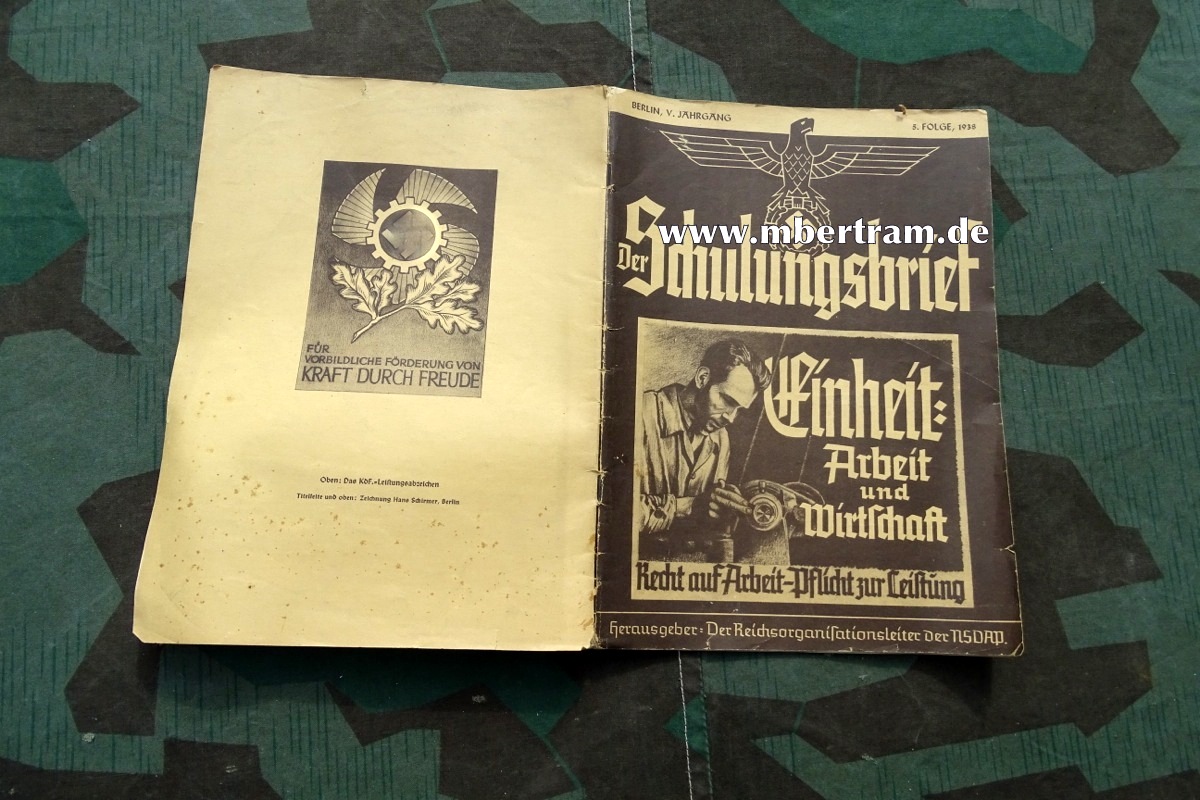 FÜR
VORBILDLICHE FÖRDERUNG VON
KRAFT DURCH FREUDE
Oben: Das KdF.-Leistungsabzeichen
Titelseite und oben: Zeichnung Hans Schirmer, Berlin
BERLIN, V. JAHRGANG
5. FOLGE, 1938
www.mbertram.de
Der Schulungsbrief
Einheit:
Arbeit
und
Wirtschaft
Recht auf Arbeit-Pflicht zur Leistung
Herausgeber: Der Reichsorganisationsleiter der NSDAP.